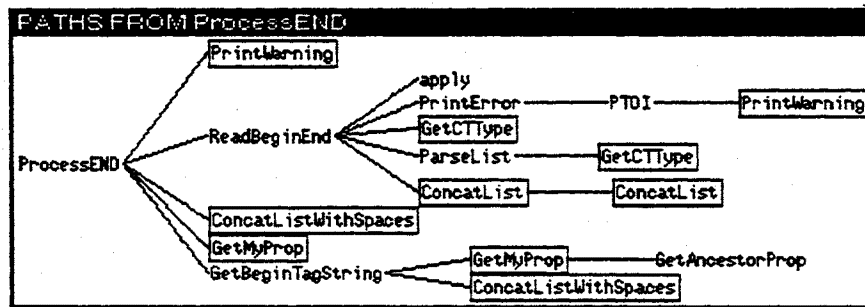 PATHS FROM ProcessEND
PrintWarning
apply
PrintError PTOI PrintWarning
ReadBeginEnd GetCTType
ParseList GetCTType
ProcessEND
ConcatList ConcatList
ConcatListWithSpaces
GetMyProp GetMyProp GetAncestorProp
GetBeginTagString
ConcatListWithSpaces